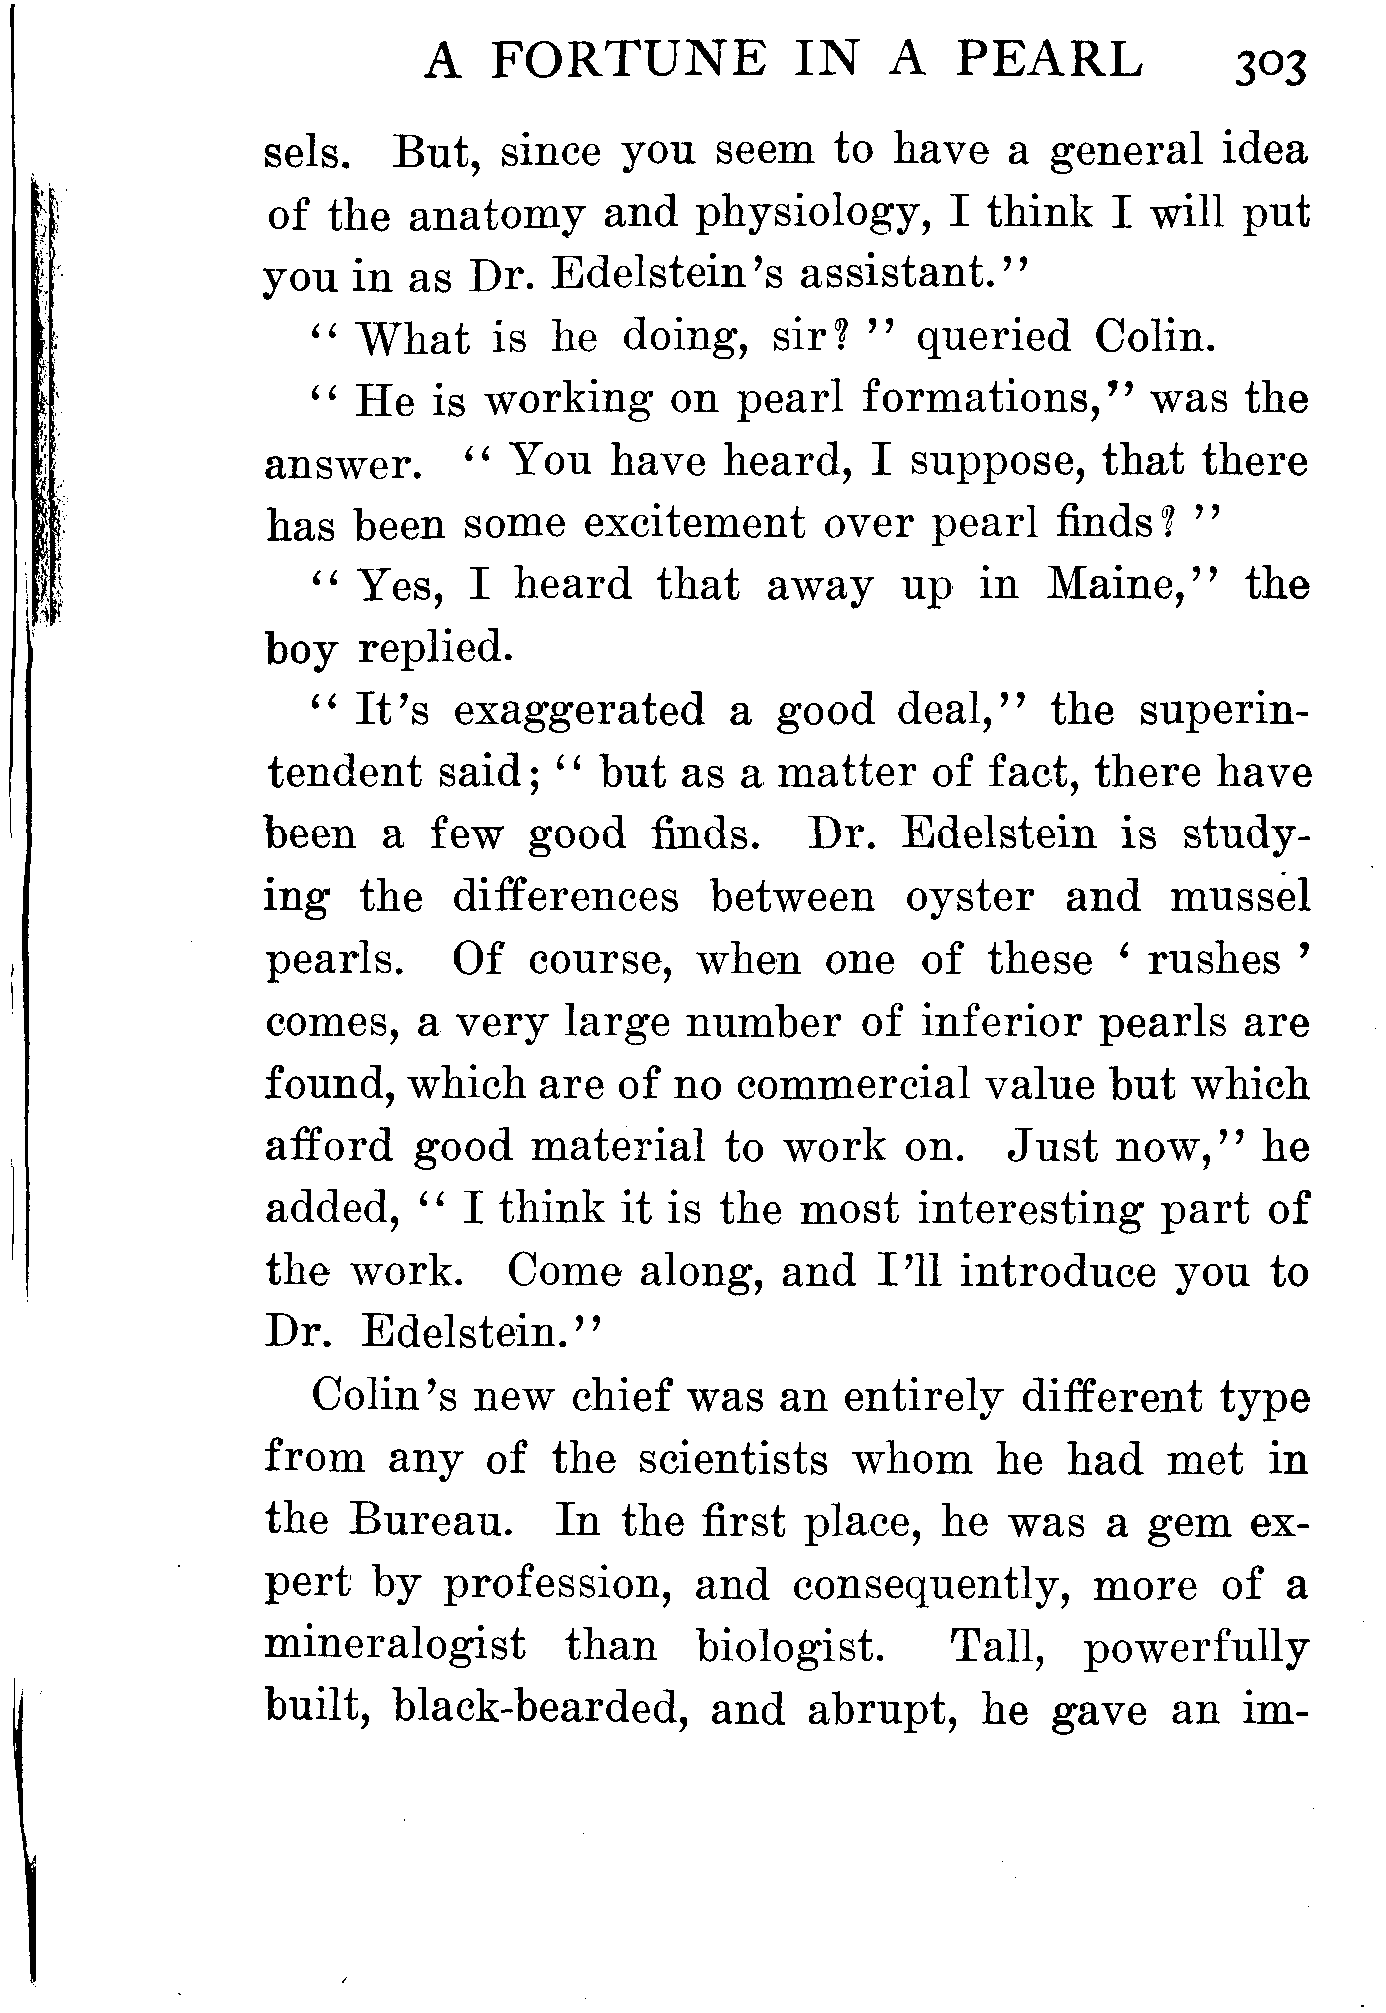 A FORTUNE IN A PEARL 303
sels. But, since you seem to have a general idea
of the anatomy and physiology, I think I will put
you in as Dr. Edelstein's assistant."
" What is he doing, sir? " queried Colin.
" He is working on pearl formations," was the
answer. " You have heard, I suppose, that there
has been some excitement over pearl finds? "
" Yes, I heard that away up in Maine," the
boy replied.
" It's exaggerated a good deal," the superin-
tendent said; " but as a matter of fact, there have
been a few good finds. Dr. Edelstein is study-
ing the differences between oyster and mussel
pearls. Of course, when one of these ' rushes '
comes, a very large number of inferior pearls are
found, which are of no commercial value but which
afford good material to work on. Just now," he
added, " I think it is the most interesting part of
the work. Come along, and I'll introduce you to
Dr. Edelstein."
Colin's new chief was an entirely different type
from any of the scientists whom he had met in
the Bureau. In the first place, he was a gem ex-
pert by profession, and consequently, more of a
mineralogist than biologist. Tall, powerfully
built, black-bearded, and abrupt, he gave an im-